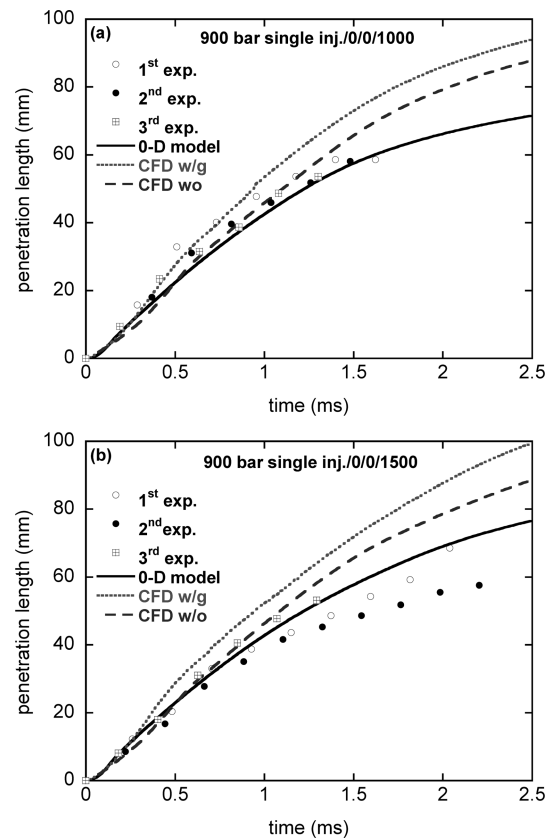 (a)
900 bar single inj./0/0/1000
1st exp.
2nd exp.
3rd exp.
0-D model
CFD w/g
CFD wo
penetration length (mm)
100
80
60
40
20
0
0 0.5 1 1.5 2 2.5
time (ms)
(b)
900 bar single inj./0/0/1500
1st exp.
2nd exp.
3rd exp.
0-D model
CFD w/g
CFD w/o
penetration length (mm)
100
80
60
40
20
0
0 0.5 1 1.5 2 2.5
time (ms)